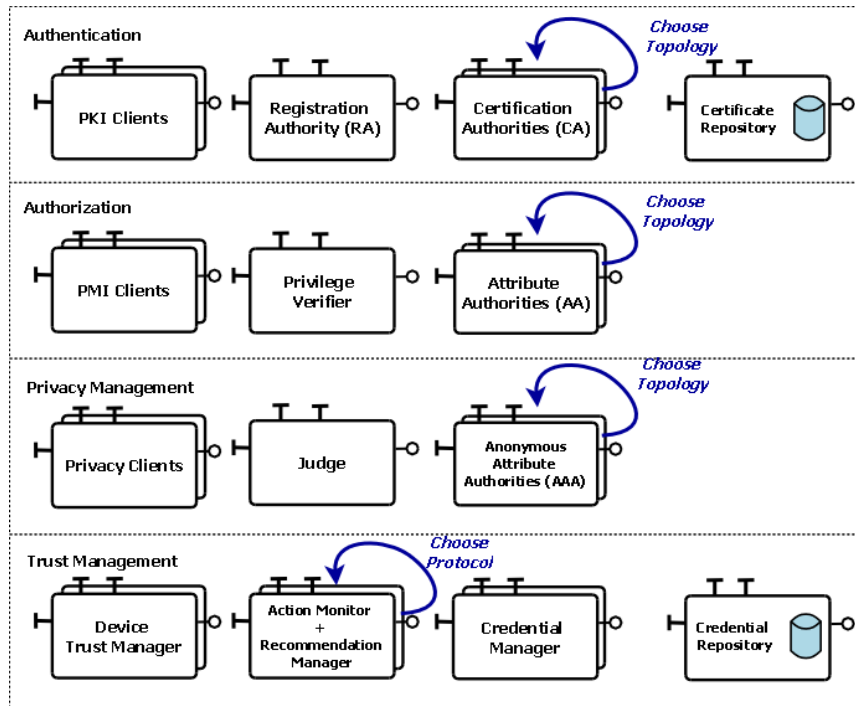 Authentication
Choose
Topology
PKI Clients
Registration
Authority (RA)
Certification
Authorities (CA)
Certificate
Repository
Authorization
Choose
Topology
PMI Clients
Privilege
Verifier
Attribute
Authorities (AA)
Privacy Management
Choose
Topology
Privacy Clients
Judge
Anonymous
Attribute
Authorities (AAA)
Trust Management
Choose
Protocol
Device
Trust Manager
Action Monitor
+
Recommendation
Manager
Credential
Manager
Credential
Repository